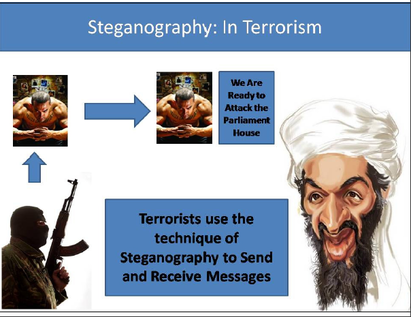 Steganography: In Terrorism
We Are
Ready to
Attack the
Parliament
House
Terrorists use the
technique of
Steganography to Send
and Receive Messages